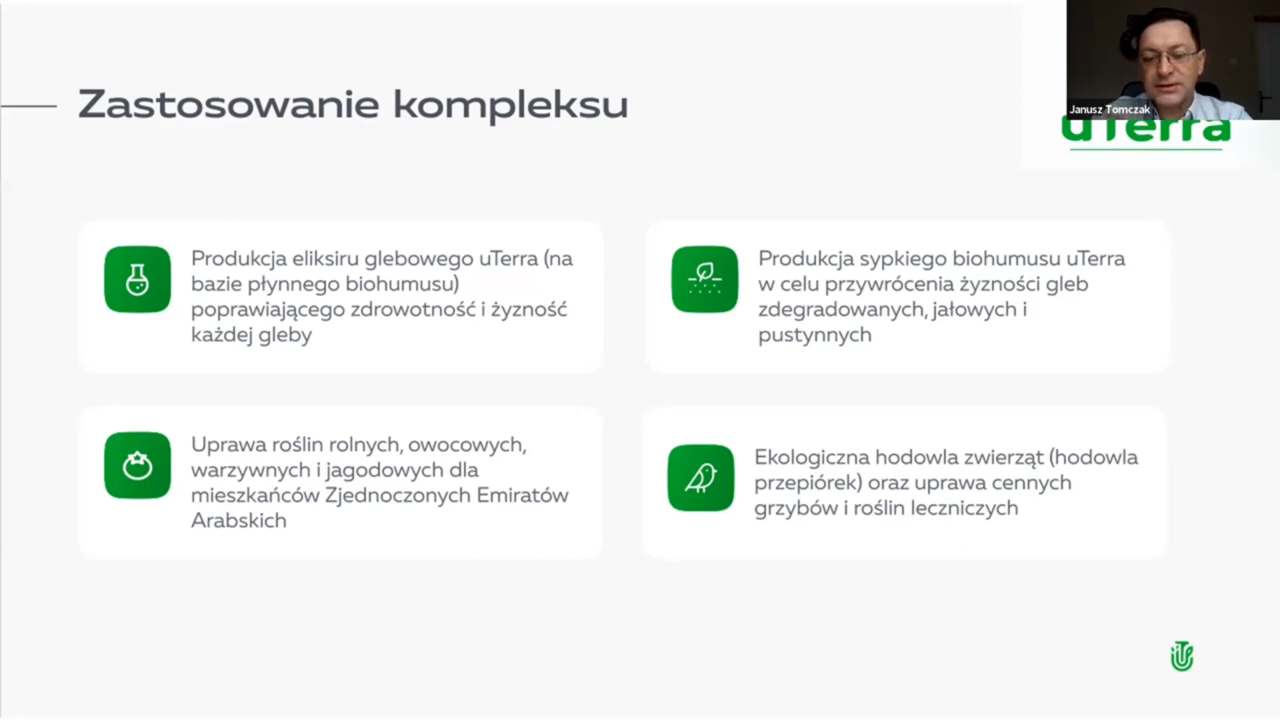 Zastosowanie kompleksu
Janusz Tomczak
uTerra
Produkcja eliksiru glebowego uTerra (na
bazie płynnego biohumusu)
poprawiającego zdrowotność i żyzność
każdej gleby
Produkcja sypkiego biohumusu uTerra
w celu przywrócenia żyzności gleb
zdegradowanych, jałowych i
pustynnych
Uprawa roślin rolnych, owocowych,
warzywnych i jagodowych dla
mieszkańców Zjednoczonych Emiratów
Arabskich
Ekologiczna hodowla zwierząt (hodowla
przepiórek) oraz uprawa cennych
grzybów i roślin leczniczych